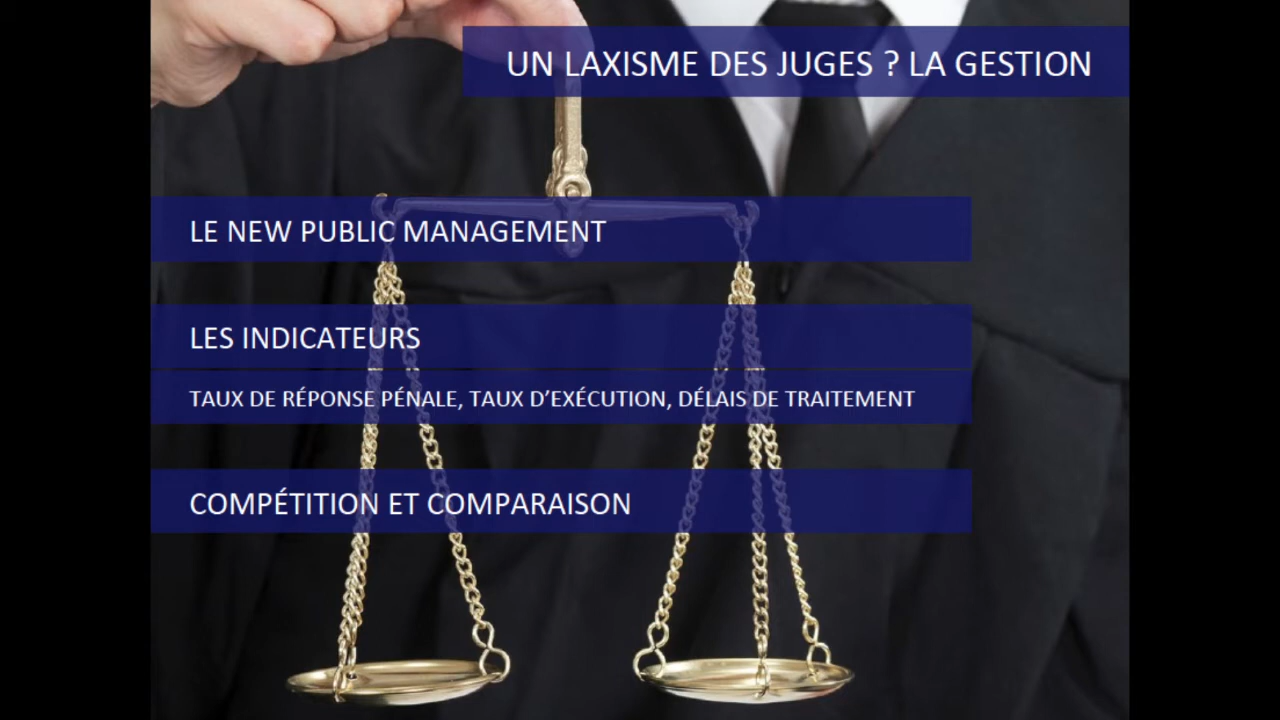 UN LAXISME DES JUGES ? LA GESTION
LE NEW PUBLIC MANAGEMENT
LES INDICATEURS
TAUX DE RÉPONSE PÉNALE, TAUX D'EXÉCUTION, DÉLAIS DE TRAITEMENT
COMPÉTITION ET COMPARAISON